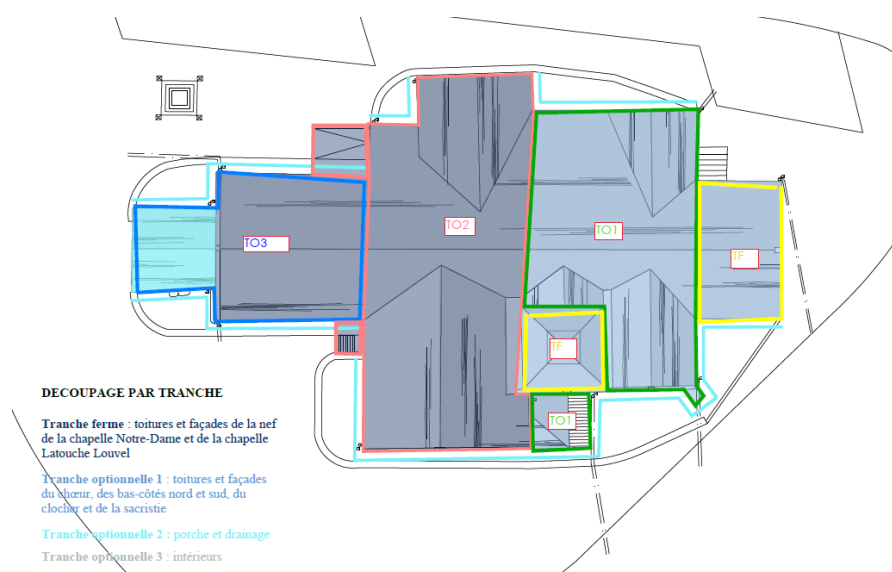 TO3
TO2
TO1
TF
TF
TO1
DECOUPAGE PAR TRANCHE
Tranche ferme : toitures et façades de la nef
de la chapelle Notre-Dame et de la chapelle
Latouche Louvel
Tranche optionnelle 1 : toitures et façades
du chœur, des bas-côtés nord et sud, du
clocher et de la sacristie
Tranche optionnelle 2 : porche et drainage
Tranche optionnelle 3 : intérieurs